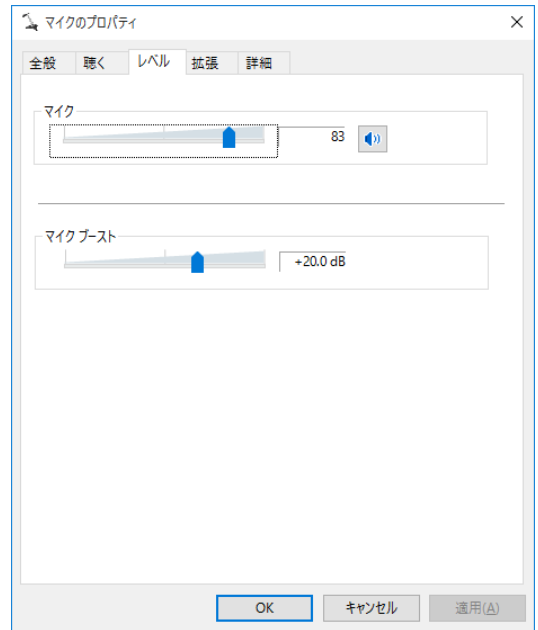 マイクのプロパティ
全般 聴く レベル 拡張 詳細
マイク
83
マイク ブースト
+20.0 dB
OK キャンセル 適用(A)